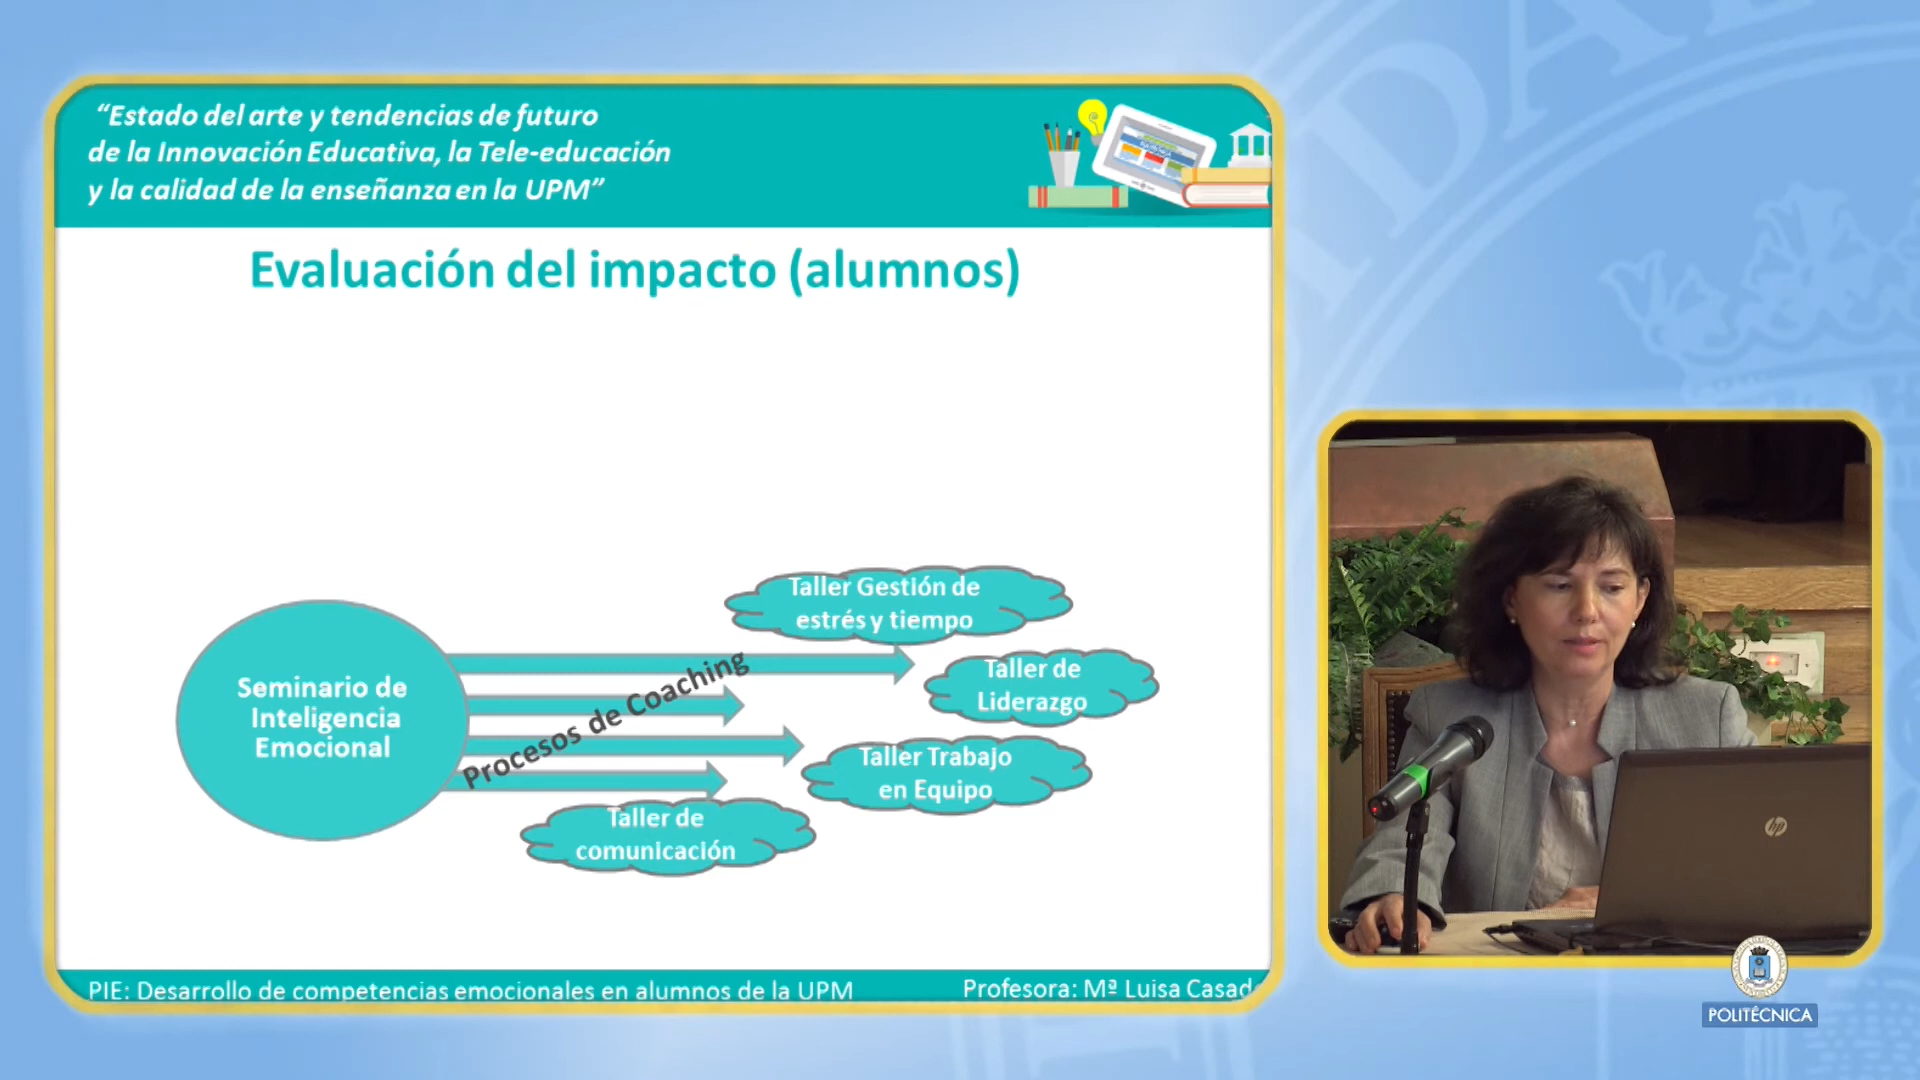 “Estado del arte y tendencias de futuro
de la Innovación Educativa, la Tele-educación
y la calidad de la enseñanza en la UPM”
Evaluación del impacto (alumnos)
Taller Gestión de
estrés y tiempo
Taller de
Liderazgo
Seminario de
Inteligencia
Emocional
Procesos de Coaching
Taller Trabajo
en Equipo
Taller de
comunicación
PIE: Desarrollo de competencias emocionales en alumnos de la UPM
Profesora: Mª Luisa Casado
hp
POLITÉCNICA